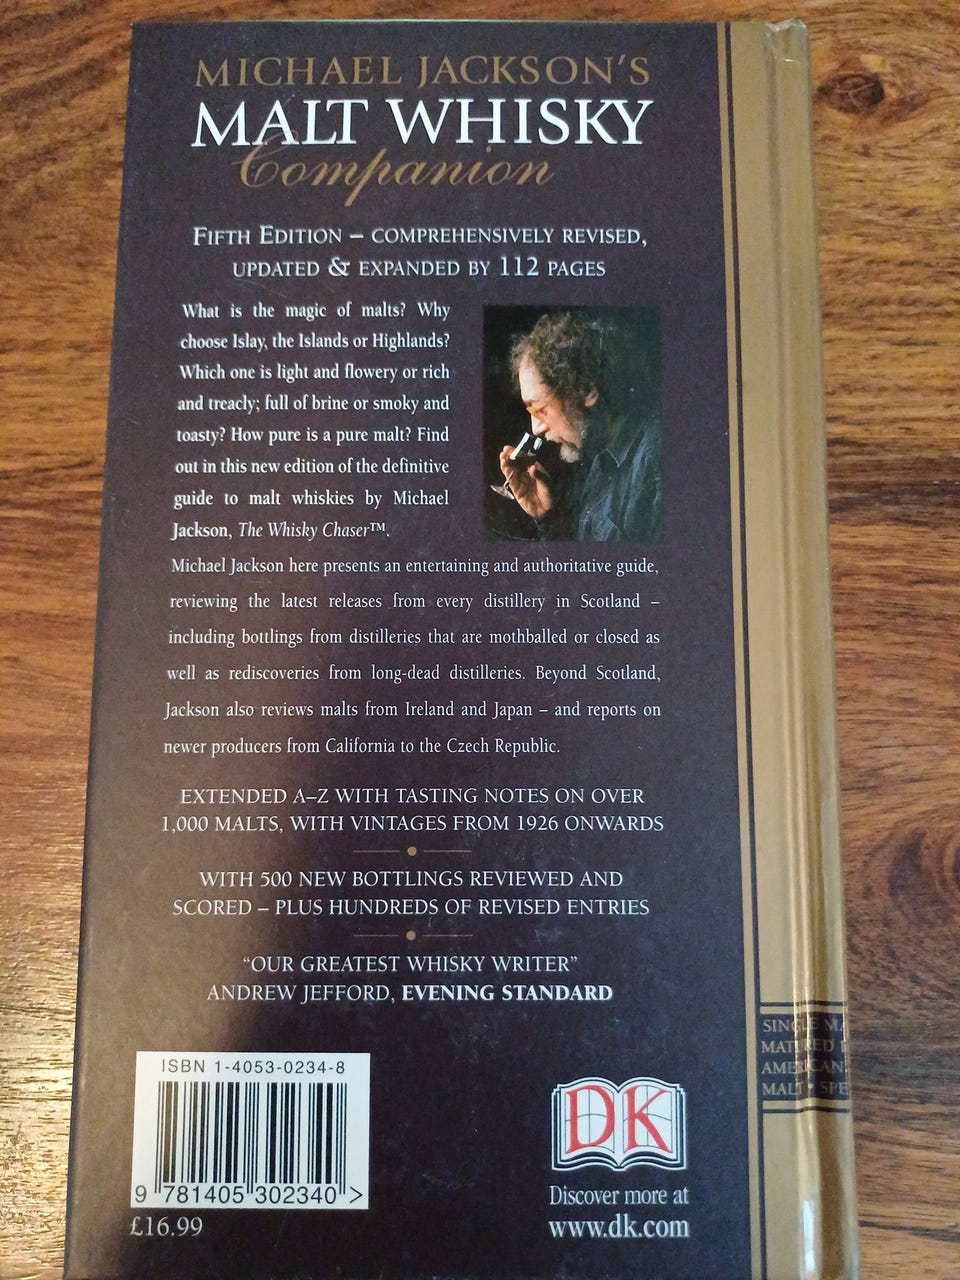 MICHAEL JACKSON'S
MALT WHISKY
Companion
FIFTH EDITION – COMPREHENSIVELY REVISED,
UPDATED & EXPANDED BY 112 PAGES
What is the magic of malts? Why
choose Islay, the Islands or Highlands?
Which one is light and flowery or rich
and treacly; full of brine or smoky and
toasty? How pure is a pure malt? Find
out in this new edition of the definitive
guide to malt whiskies by Michael
Jackson, The Whisky Chaser™.
Michael Jackson here presents an entertaining and authoritative guide,
reviewing the latest releases from every distillery in Scotland –
including bottlings from distilleries that are mothballed or closed as
well as rediscoveries from long-dead distilleries. Beyond Scotland,
Jackson also reviews malts from Ireland and Japan – and reports on
newer producers from California to the Czech Republic.
EXTENDED A–Z WITH TASTING NOTES ON OVER
1,000 MALTS, WITH VINTAGES FROM 1926 ONWARDS
WITH 500 NEW BOTTLINGS REVIEWED AND
SCORED – PLUS HUNDREDS OF REVISED ENTRIES
“OUR GREATEST WHISKY WRITER”
ANDREW JEFFORD, EVENING STANDARD
ISBN 1-4053-0234-8
9 781405 302340 >
£16.99
DK
Discover more at
www.dk.com
SINGLE MA
MATURED
AMERICAN
MALT • SPE